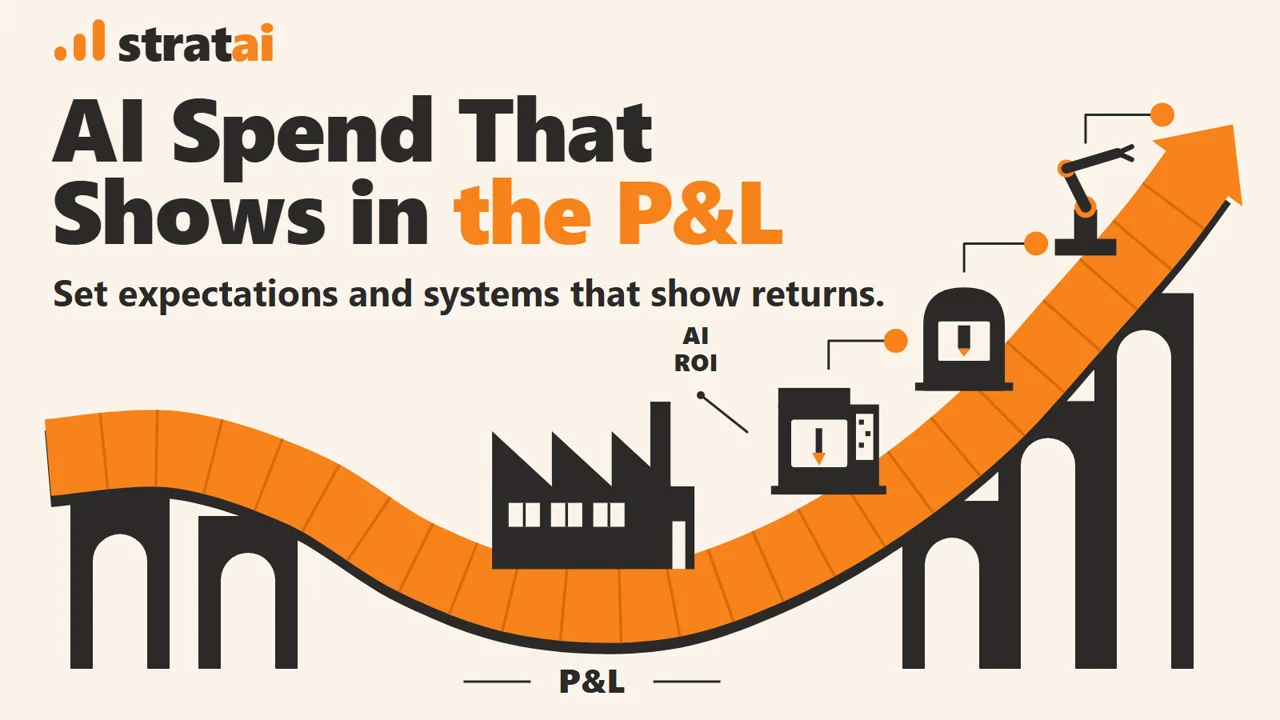 stratai
AI Spend That
Shows in the P&L
Set expectations and systems that show returns.
AI
ROI
P&L